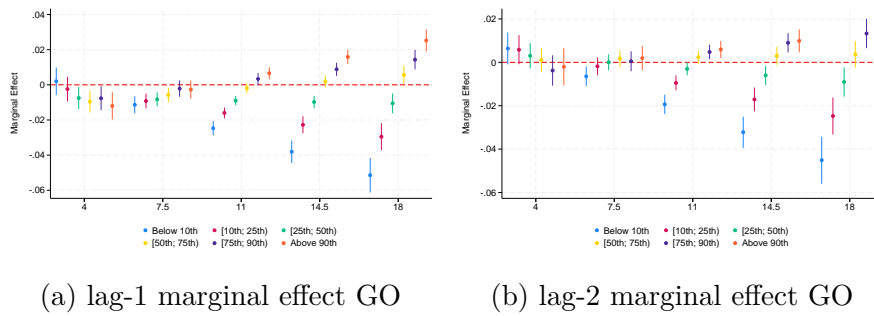 .04
.02
0
-.02
-.04
-.06
Marginal Effect
4 7.5 11 14.5 18
Below 10th [10th; 25th) [25th; 50th)
[50th; 75th) [75th; 90th) Above 90th
(a) lag-1 marginal effect GO
.02
0
-.02
-.04
-.06
Marginal Effect
4 7.5 11 14.5 18
Below 10th [10th; 25th) [25th; 50th)
[50th; 75th) [75th; 90th) Above 90th
(b) lag-2 marginal effect GO